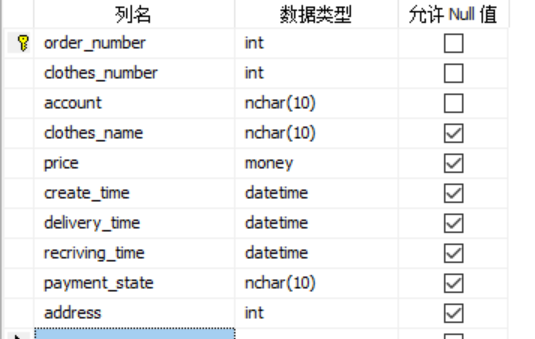 列名 数据类型 允许 Null 值
order_number int
clothes_number int
account nchar(10)
clothes_name nchar(10)
price money
create_time datetime
delivery_time datetime
recriving_time datetime
payment_state nchar(10)
address int